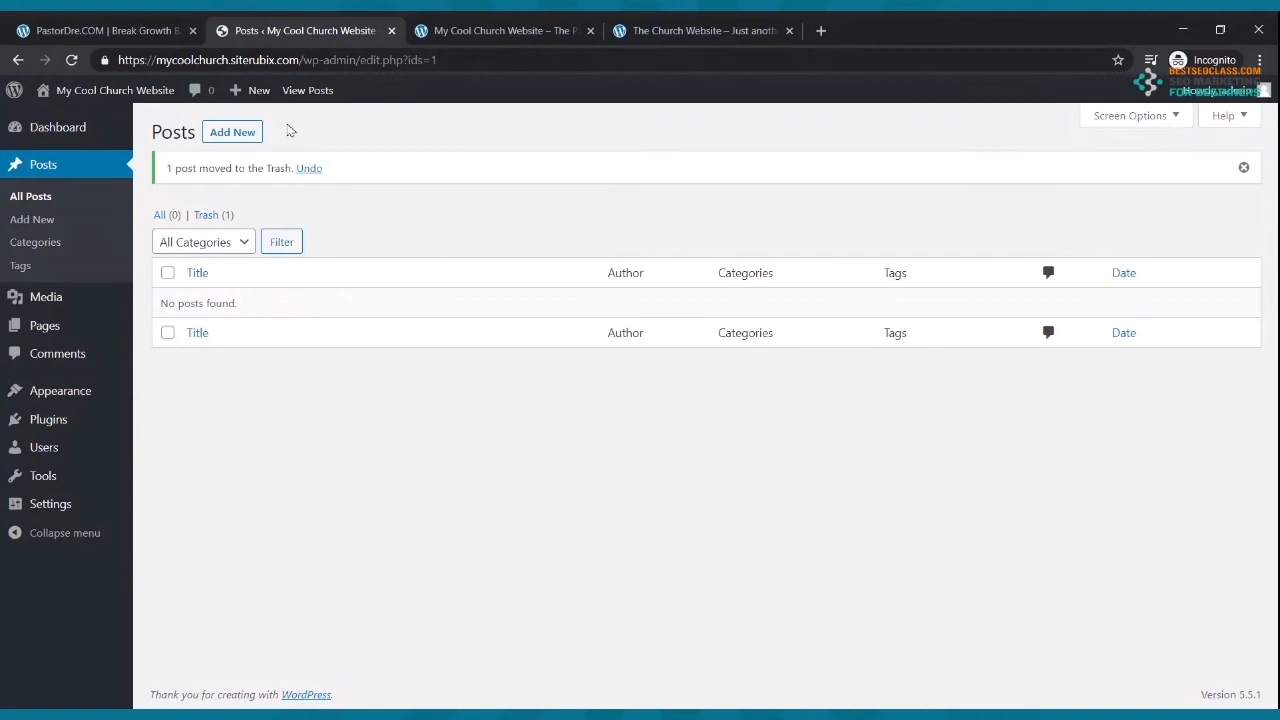 PastorDre.COM | Break Growth B
Posts ‹ My Cool Church Website
My Cool Church Website – The P
The Church Website – Just anoth
https://mycoolchurch.siterubix.com/wp-admin/edit.php?ids=1
Incognito
BESTSEOCLASS.COM
SEO MARKETING
FOR BEGINNERS
My Cool Church Website
0
New
View Posts
Howdy, admin
Dashboard
Posts
All Posts
Add New
Categories
Tags
Media
Pages
Comments
Appearance
Plugins
Users
Tools
Settings
Collapse menu
Posts
Add New
Screen Options
Help
1 post moved to the Trash. Undo
All (0) | Trash (1)
All Categories
Filter
Title Author Categories Tags Date
No posts found.
Title Author Categories Tags Date
Thank you for creating with WordPress.
Version 5.5.1